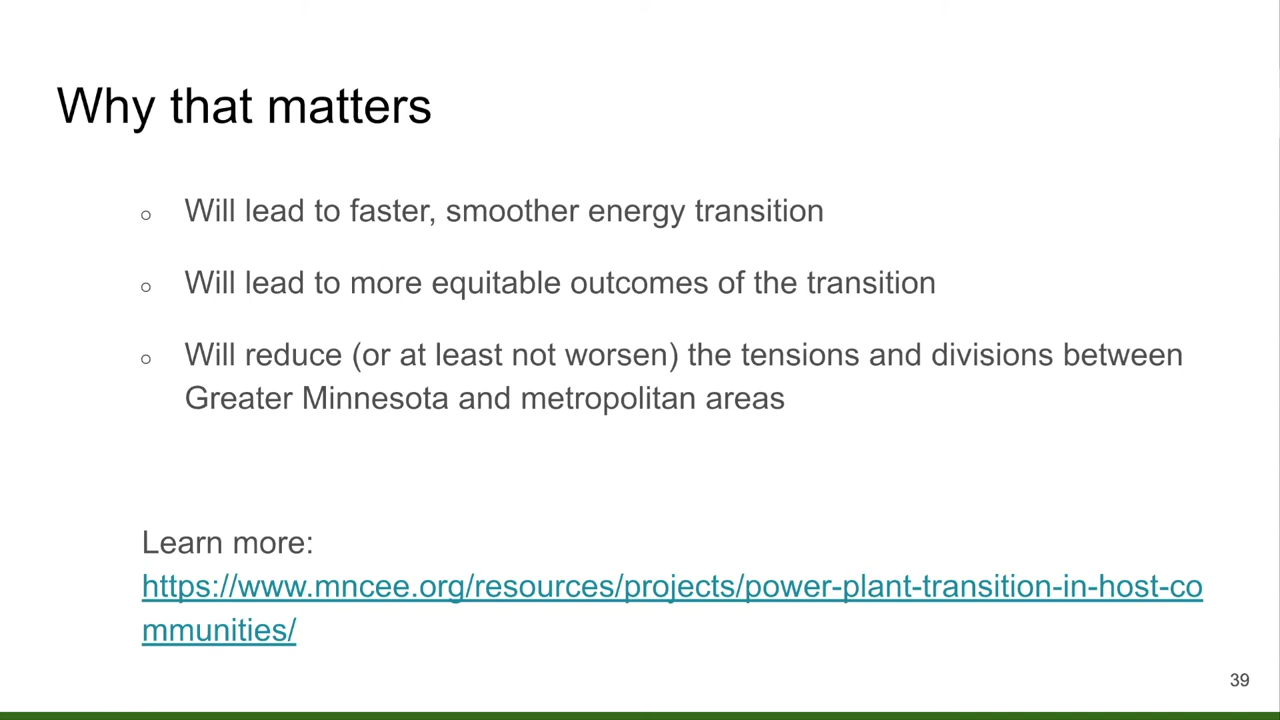 Why that matters
○ Will lead to faster, smoother energy transition
○ Will lead to more equitable outcomes of the transition
○ Will reduce (or at least not worsen) the tensions and divisions between
Greater Minnesota and metropolitan areas
Learn more:
https://www.mncee.org/resources/projects/power-plant-transition-in-host-co
mmunities/
39